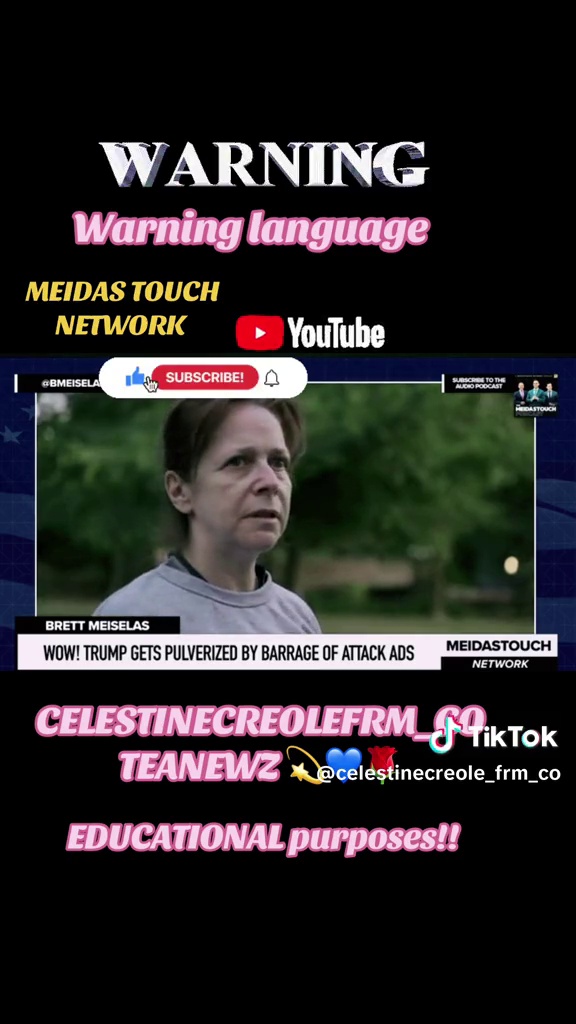 WARNING
Warning language
MEIDAS TOUCH
NETWORK
YouTube
@BMEISELA
SUBSCRIBE!
SUBSCRIBE TO THE
AUDIO PODCAST
MEIDASTOUCH
BRETT MEISELAS
WOW! TRUMP GETS PULVERIZED BY BARRAGE OF ATTACK ADS
MEIDASTOUCH
NETWORK
CELESTINECREOLEFRM_CO
TikTok
TEANEWZ 💫💙🌹
@celestinecreole_frm_co
EDUCATIONAL purposes!!